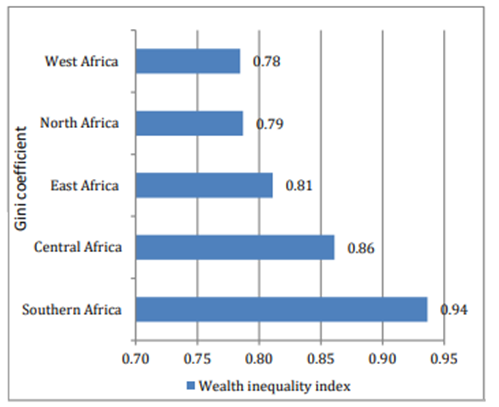 Gini coefficient
West Africa 0.78
North Africa 0.79
East Africa 0.81
Central Africa 0.86
Southern Africa 0.94
0.70 0.75 0.80 0.85 0.90 0.95
Wealth inequality index